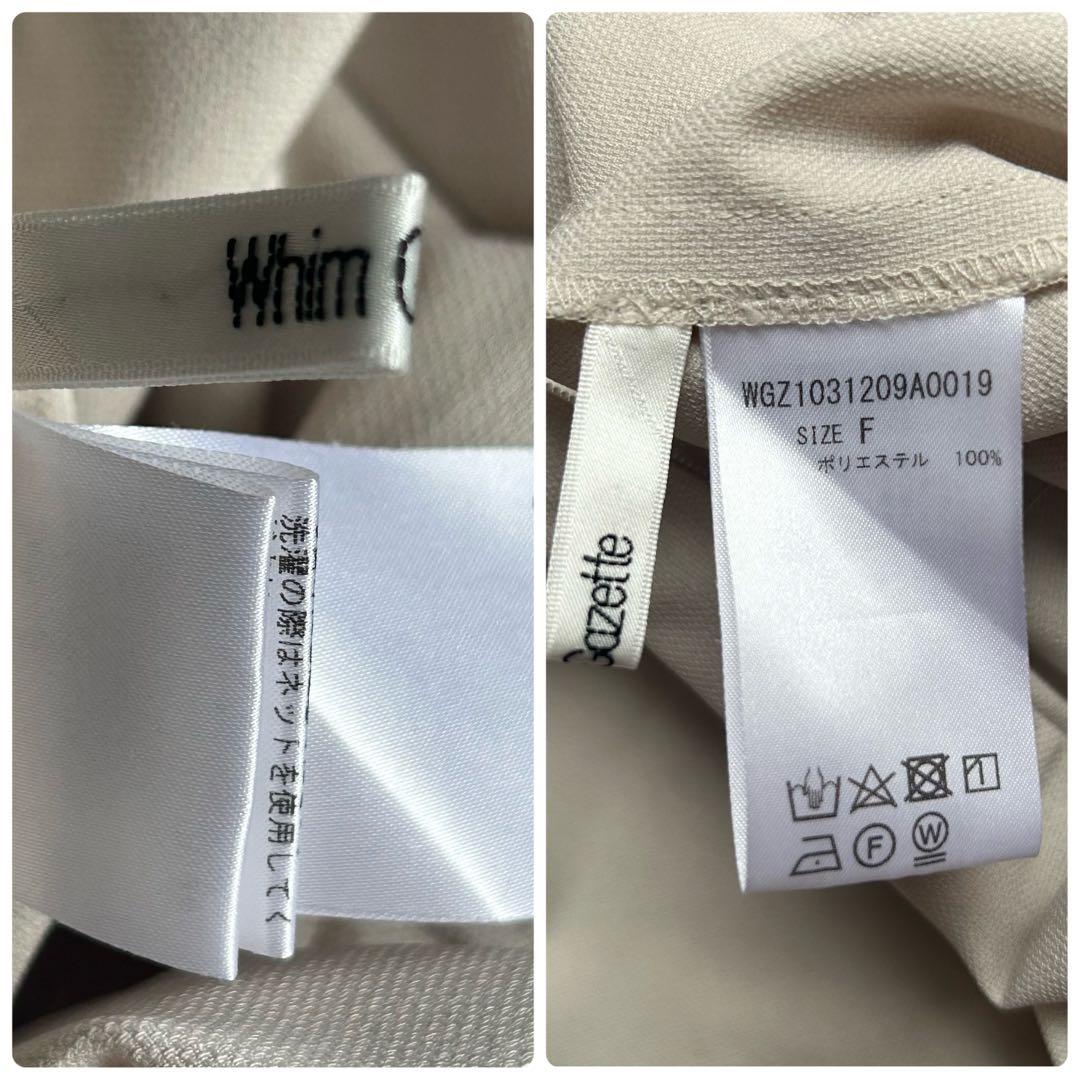 Whim
洗濯の際はネットを使用してく
Gazette
WGZ1031209A0019
SIZE F
ポリエステル 100%
F
W